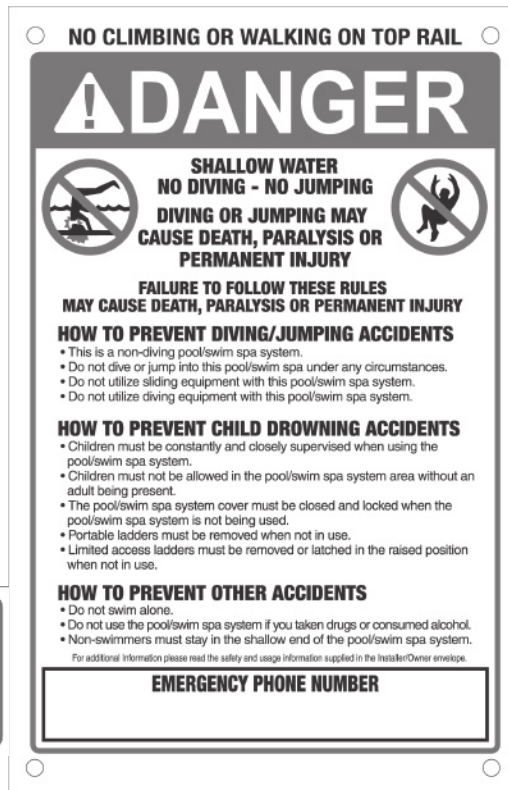 NO CLIMBING OR WALKING ON TOP RAIL
DANGER
SHALLOW WATER
NO DIVING - NO JUMPING
DIVING OR JUMPING MAY
CAUSE DEATH, PARALYSIS OR
PERMANENT INJURY
FAILURE TO FOLLOW THESE RULES
MAY CAUSE DEATH, PARALYSIS OR PERMANENT INJURY
HOW TO PREVENT DIVING/JUMPING ACCIDENTS
• This is a non-diving pool/swim spa system.
• Do not dive or jump into this pool/swim spa under any circumstances.
• Do not utilize sliding equipment with this pool/swim spa system.
• Do not utilize diving equipment with this pool/swim spa system.
HOW TO PREVENT CHILD DROWNING ACCIDENTS
• Children must be constantly and closely supervised when using the
pool/swim spa system.
• Children must not be allowed in the pool/swim spa system area without an
adult being present.
• The pool/swim spa system cover must be closed and locked when the
pool/swim spa system is not being used.
• Portable ladders must be removed when not in use.
• Limited access ladders must be removed or latched in the raised position
when not in use.
HOW TO PREVENT OTHER ACCIDENTS
• Do not swim alone.
• Do not use the pool/swim spa system if you taken drugs or consumed alcohol.
• Non-swimmers must stay in the shallow end of the pool/swim spa system.
For additional information please read the safety and usage information supplied in the Installer/Owner envelope.
EMERGENCY PHONE NUMBER